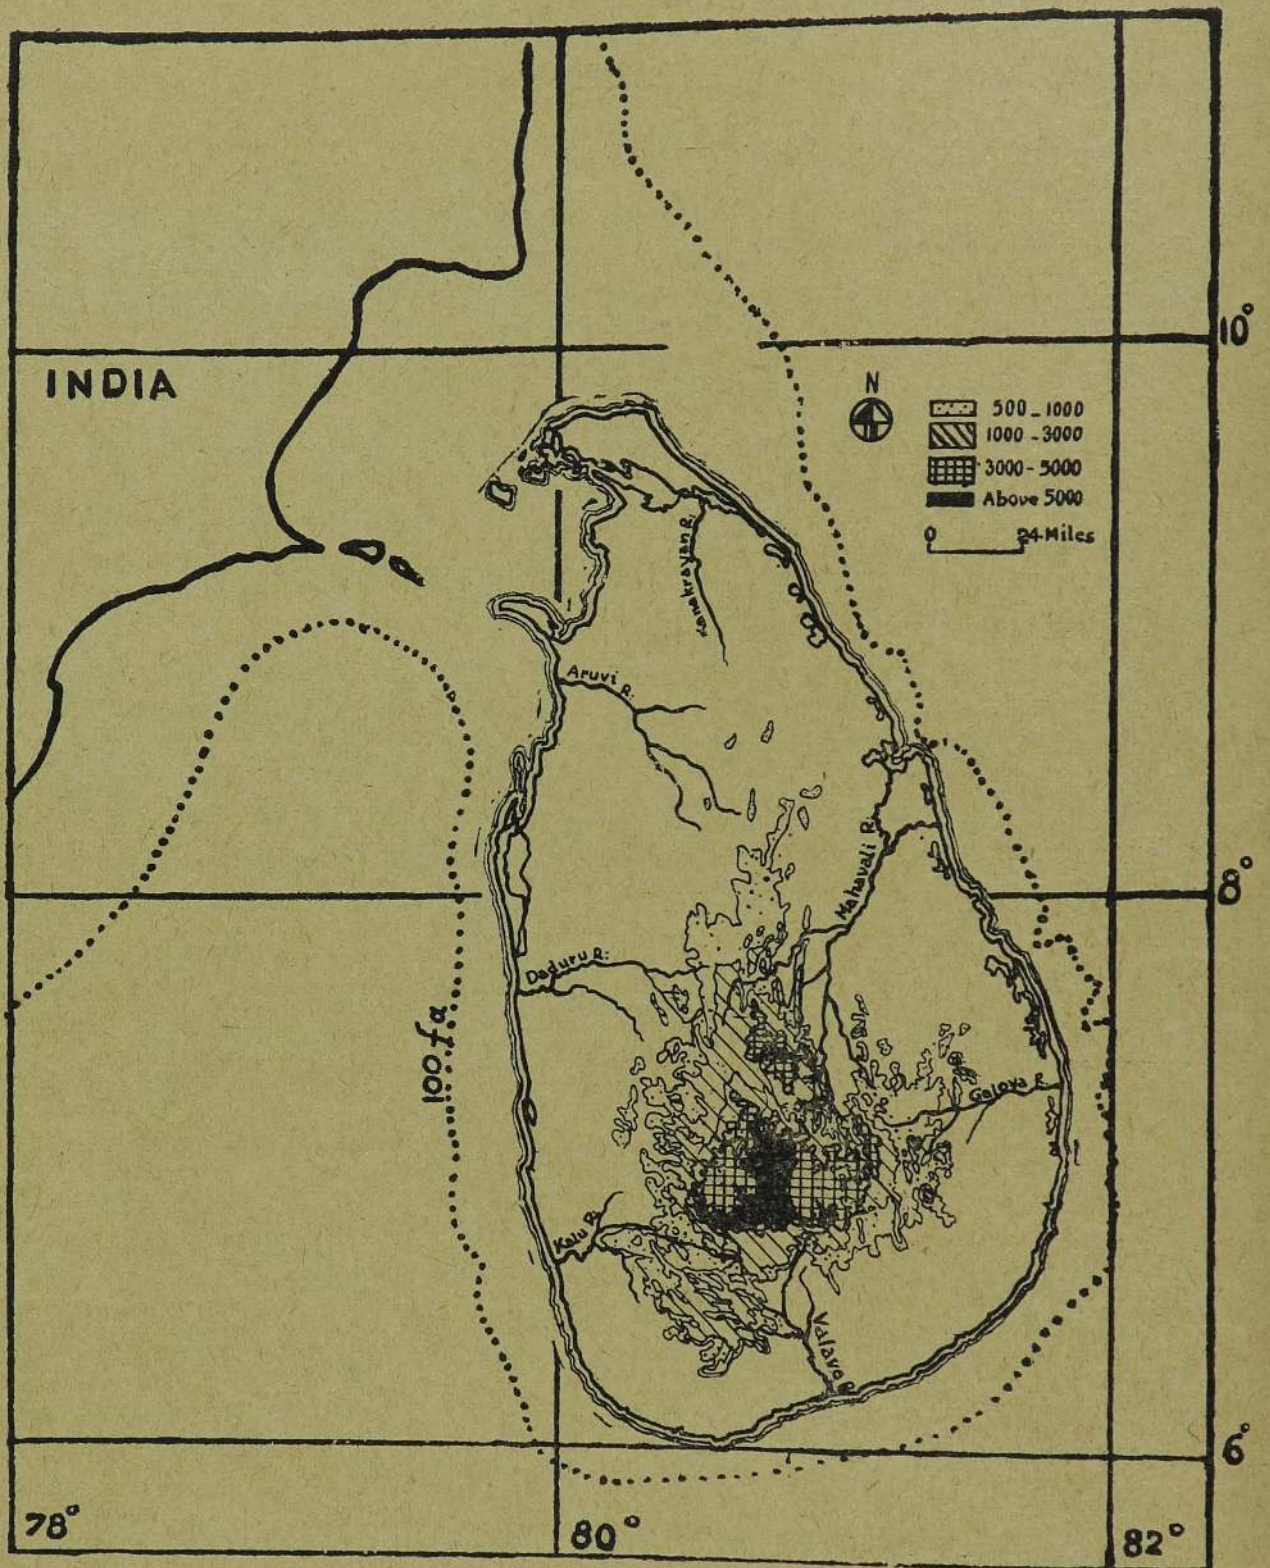 10°
INDIA
N
500-1000
1000-3000
3000-5000
Above 5000
0 24 Miles
Aruvi R.
Mahavali R.
8°
Daduru R.
100.fa
Galoya R.
Kalu R.
Valave
6°
78°
80°
82°